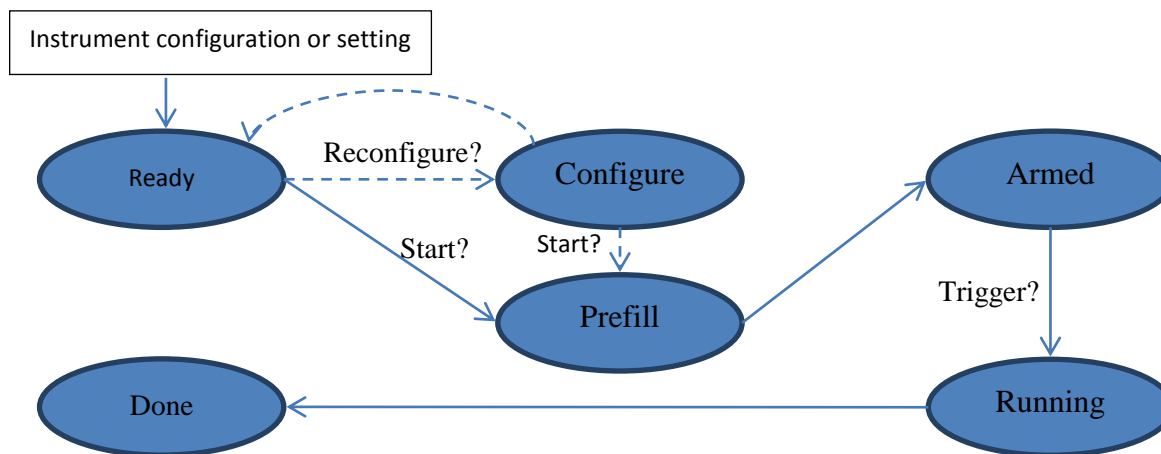 Instrument configuration or setting
Reconfigure?
Ready
Configure
Armed
Start?
Start?
Prefill
Trigger?
Done
Running